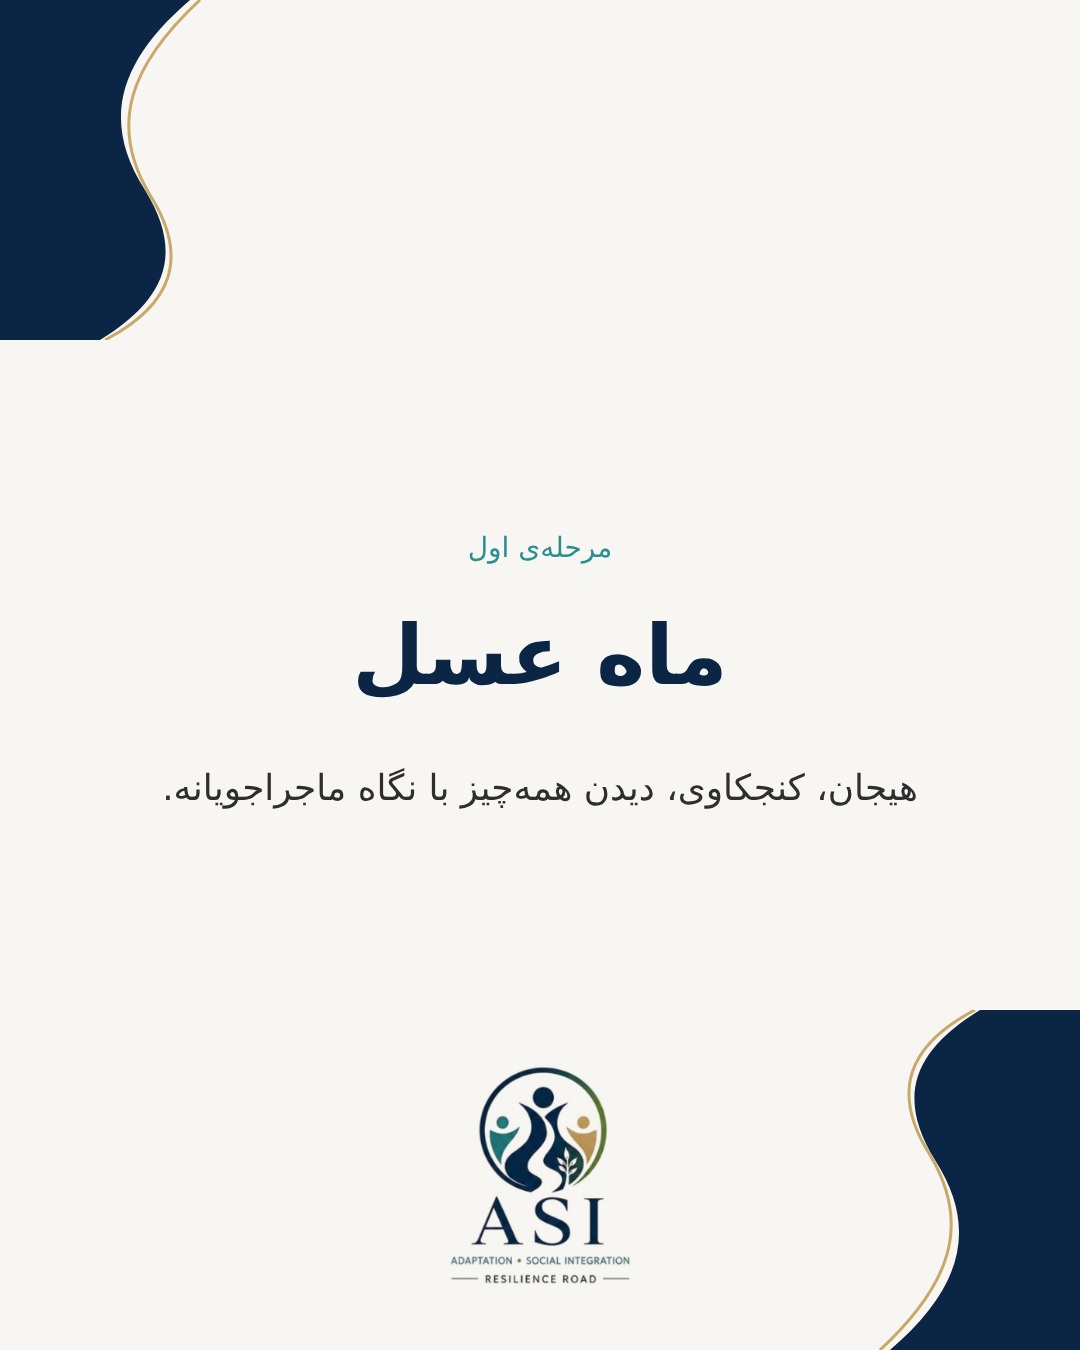 مرحله‌ی اول
ماه عسل
هیجان، کنجکاوی، دیدن همه‌چیز با نگاه ماجراجویانه.
ASI
ADAPTATION • SOCIAL INTEGRATION
RESILIENCE ROAD